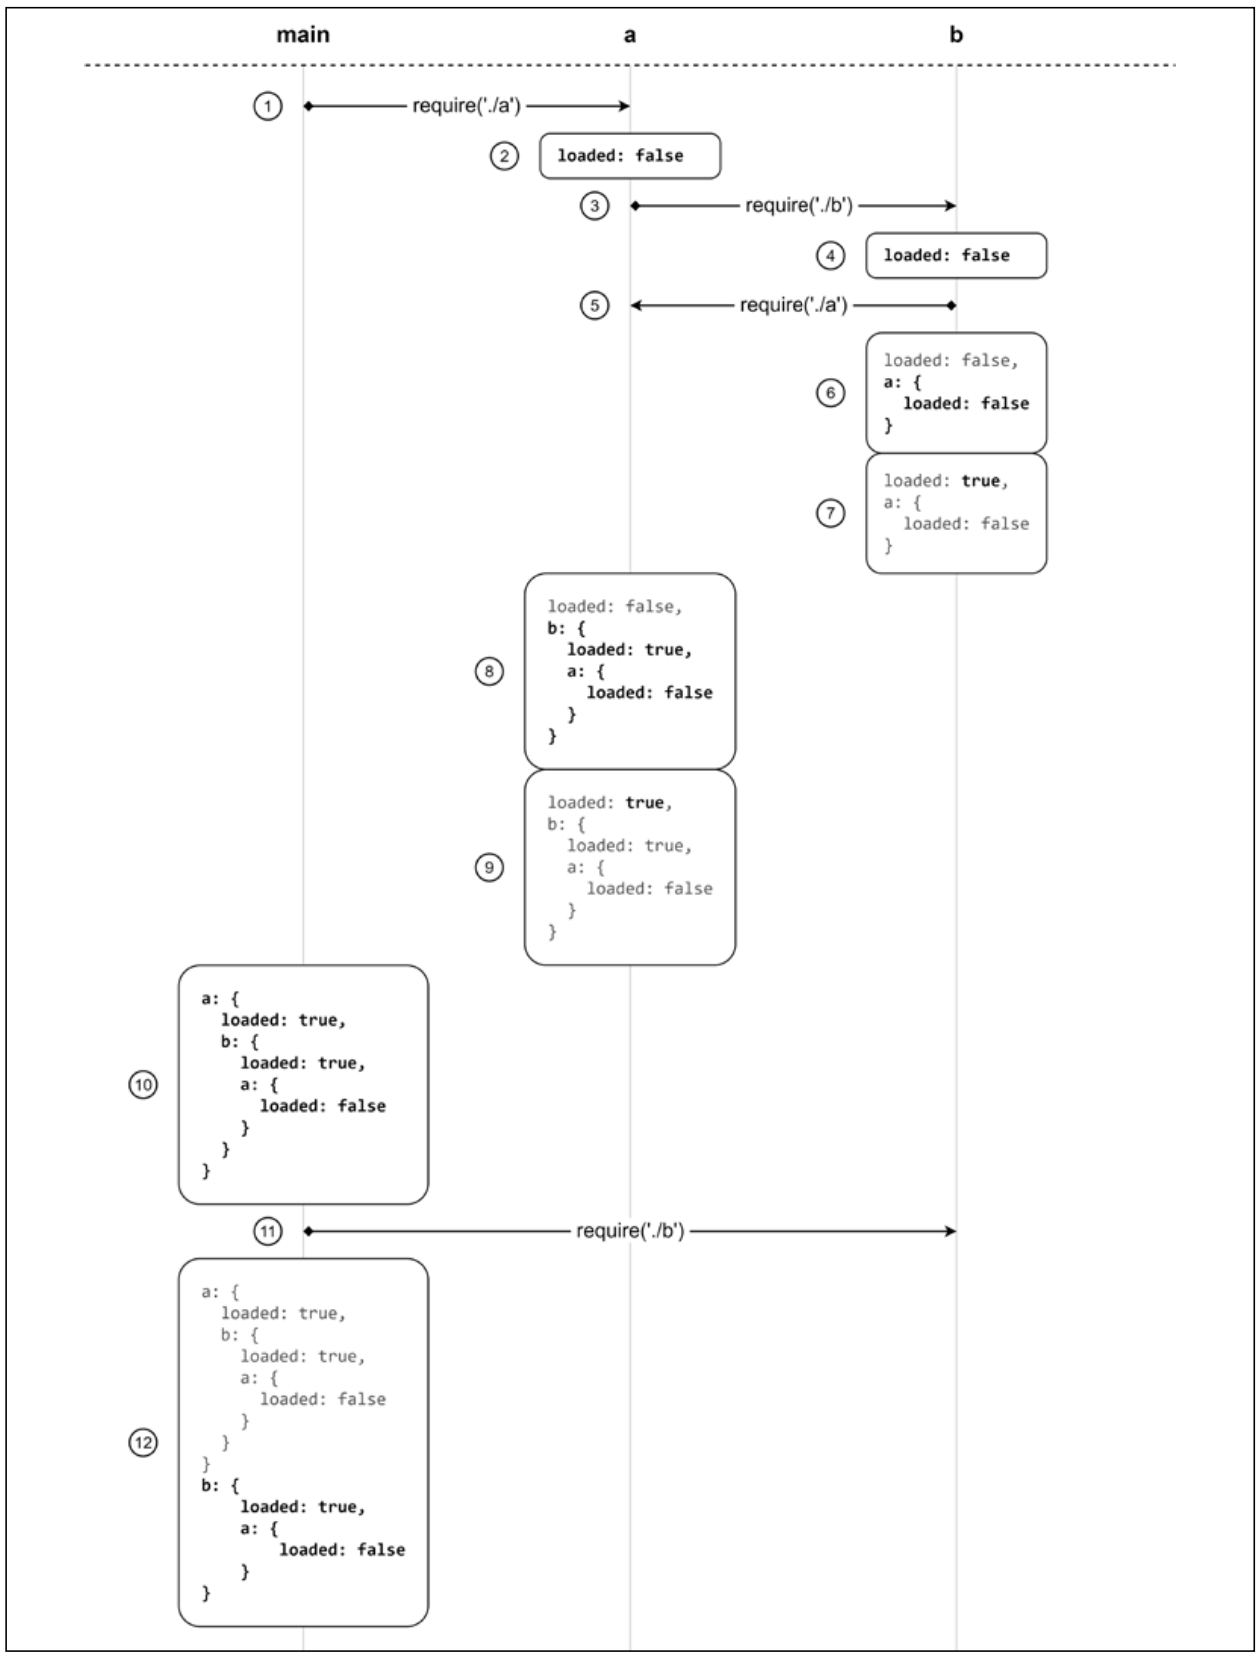 main a b
1 require('./a')
2 loaded: false
3 require('./b')
4 loaded: false
5 require('./a')
6
loaded: false,
a: {
  loaded: false
}
7
loaded: true,
a: {
  loaded: false
}
8
loaded: false,
b: {
  loaded: true,
  a: {
    loaded: false
  }
}
9
loaded: true,
b: {
  loaded: true,
  a: {
    loaded: false
  }
}
10
a: {
  loaded: true,
  b: {
    loaded: true,
    a: {
      loaded: false
    }
  }
}
11 require('./b')
12
a: {
  loaded: true,
  b: {
    loaded: true,
    a: {
      loaded: false
    }
  }
}
b: {
    loaded: true,
    a: {
        loaded: false
    }
}